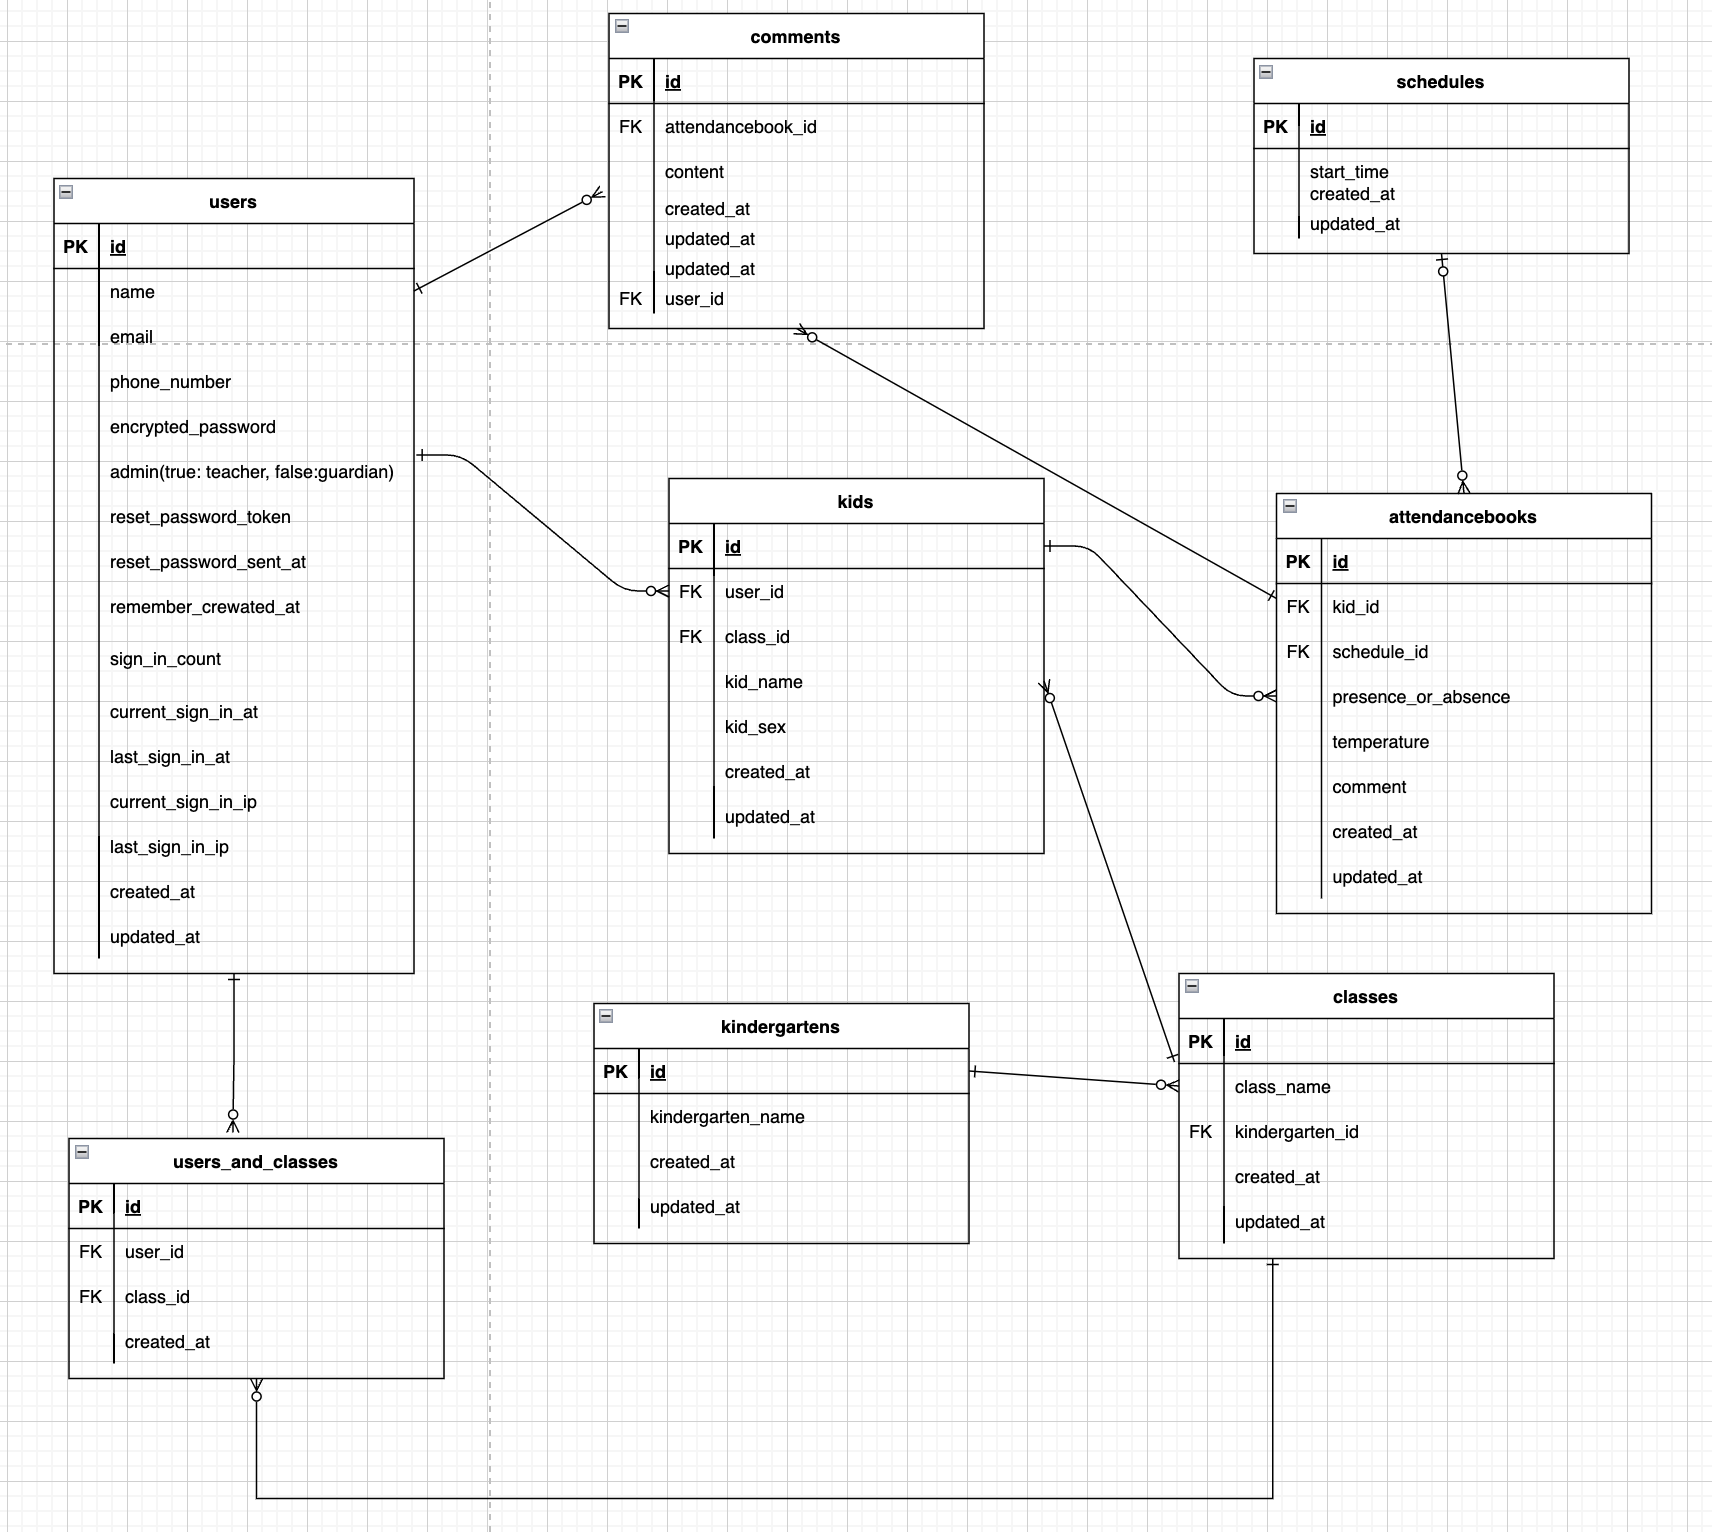 comments
PK id
FK attendancebook_id
content
created_at
updated_at
updated_at
FK user_id
schedules
PK id
start_time
created_at
updated_at
users
PK id
name
email
phone_number
encrypted_password
admin(true: teacher, false:guardian)
reset_password_token
reset_password_sent_at
remember_crewated_at
sign_in_count
current_sign_in_at
last_sign_in_at
current_sign_in_ip
last_sign_in_ip
created_at
updated_at
kids
PK id
FK user_id
FK class_id
kid_name
kid_sex
created_at
updated_at
attendancebooks
PK id
FK kid_id
FK schedule_id
presence_or_absence
temperature
comment
created_at
updated_at
kindergartens
PK id
kindergarten_name
created_at
updated_at
classes
PK id
class_name
FK kindergarten_id
created_at
updated_at
users_and_classes
PK id
FK user_id
FK class_id
created_at